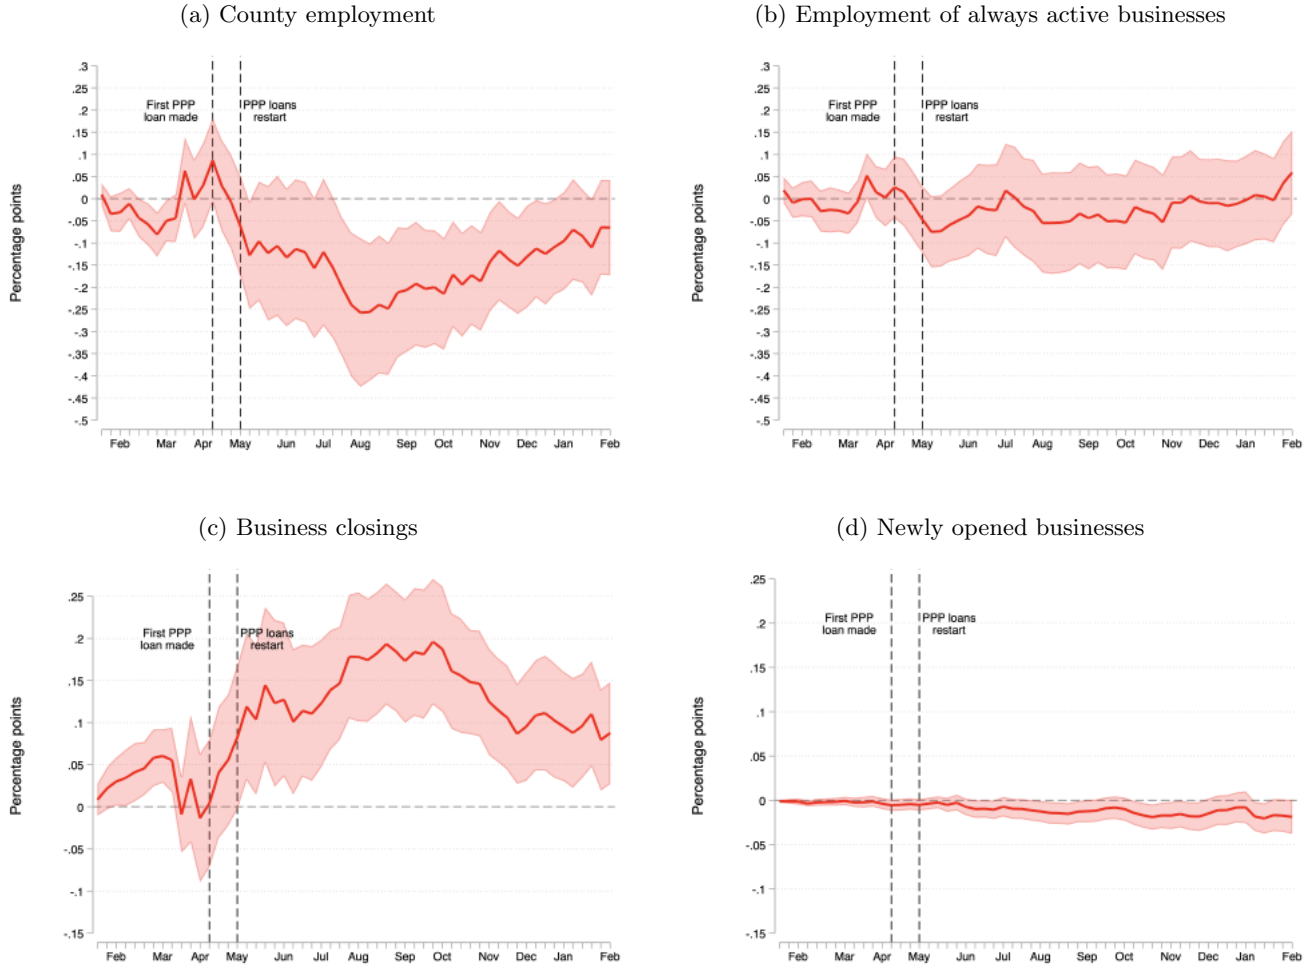 (a) County employment
Percentage points
.3
.25
.2
.15
.1
.05
0
-.05
-.1
-.15
-.2
-.25
-.3
-.35
-.4
-.45
-.5
First PPP
loan made
PPP loans
restart
Feb Mar Apr May Jun Jul Aug Sep Oct Nov Dec Jan Feb
(b) Employment of always active businesses
Percentage points
.3
.25
.2
.15
.1
.05
0
-.05
-.1
-.15
-.2
-.25
-.3
-.35
-.4
-.45
-.5
First PPP
loan made
PPP loans
restart
Feb Mar Apr May Jun Jul Aug Sep Oct Nov Dec Jan Feb
(c) Business closings
Percentage points
.25
.2
.15
.1
.05
0
-.05
-.1
-.15
First PPP
loan made
PPP loans
restart
Feb Mar Apr May Jun Jul Aug Sep Oct Nov Dec Jan Feb
(d) Newly opened businesses
Percentage points
.25
.2
.15
.1
.05
0
-.05
-.1
-.15
First PPP
loan made
PPP loans
restart
Feb Mar Apr May Jun Jul Aug Sep Oct Nov Dec Jan Feb